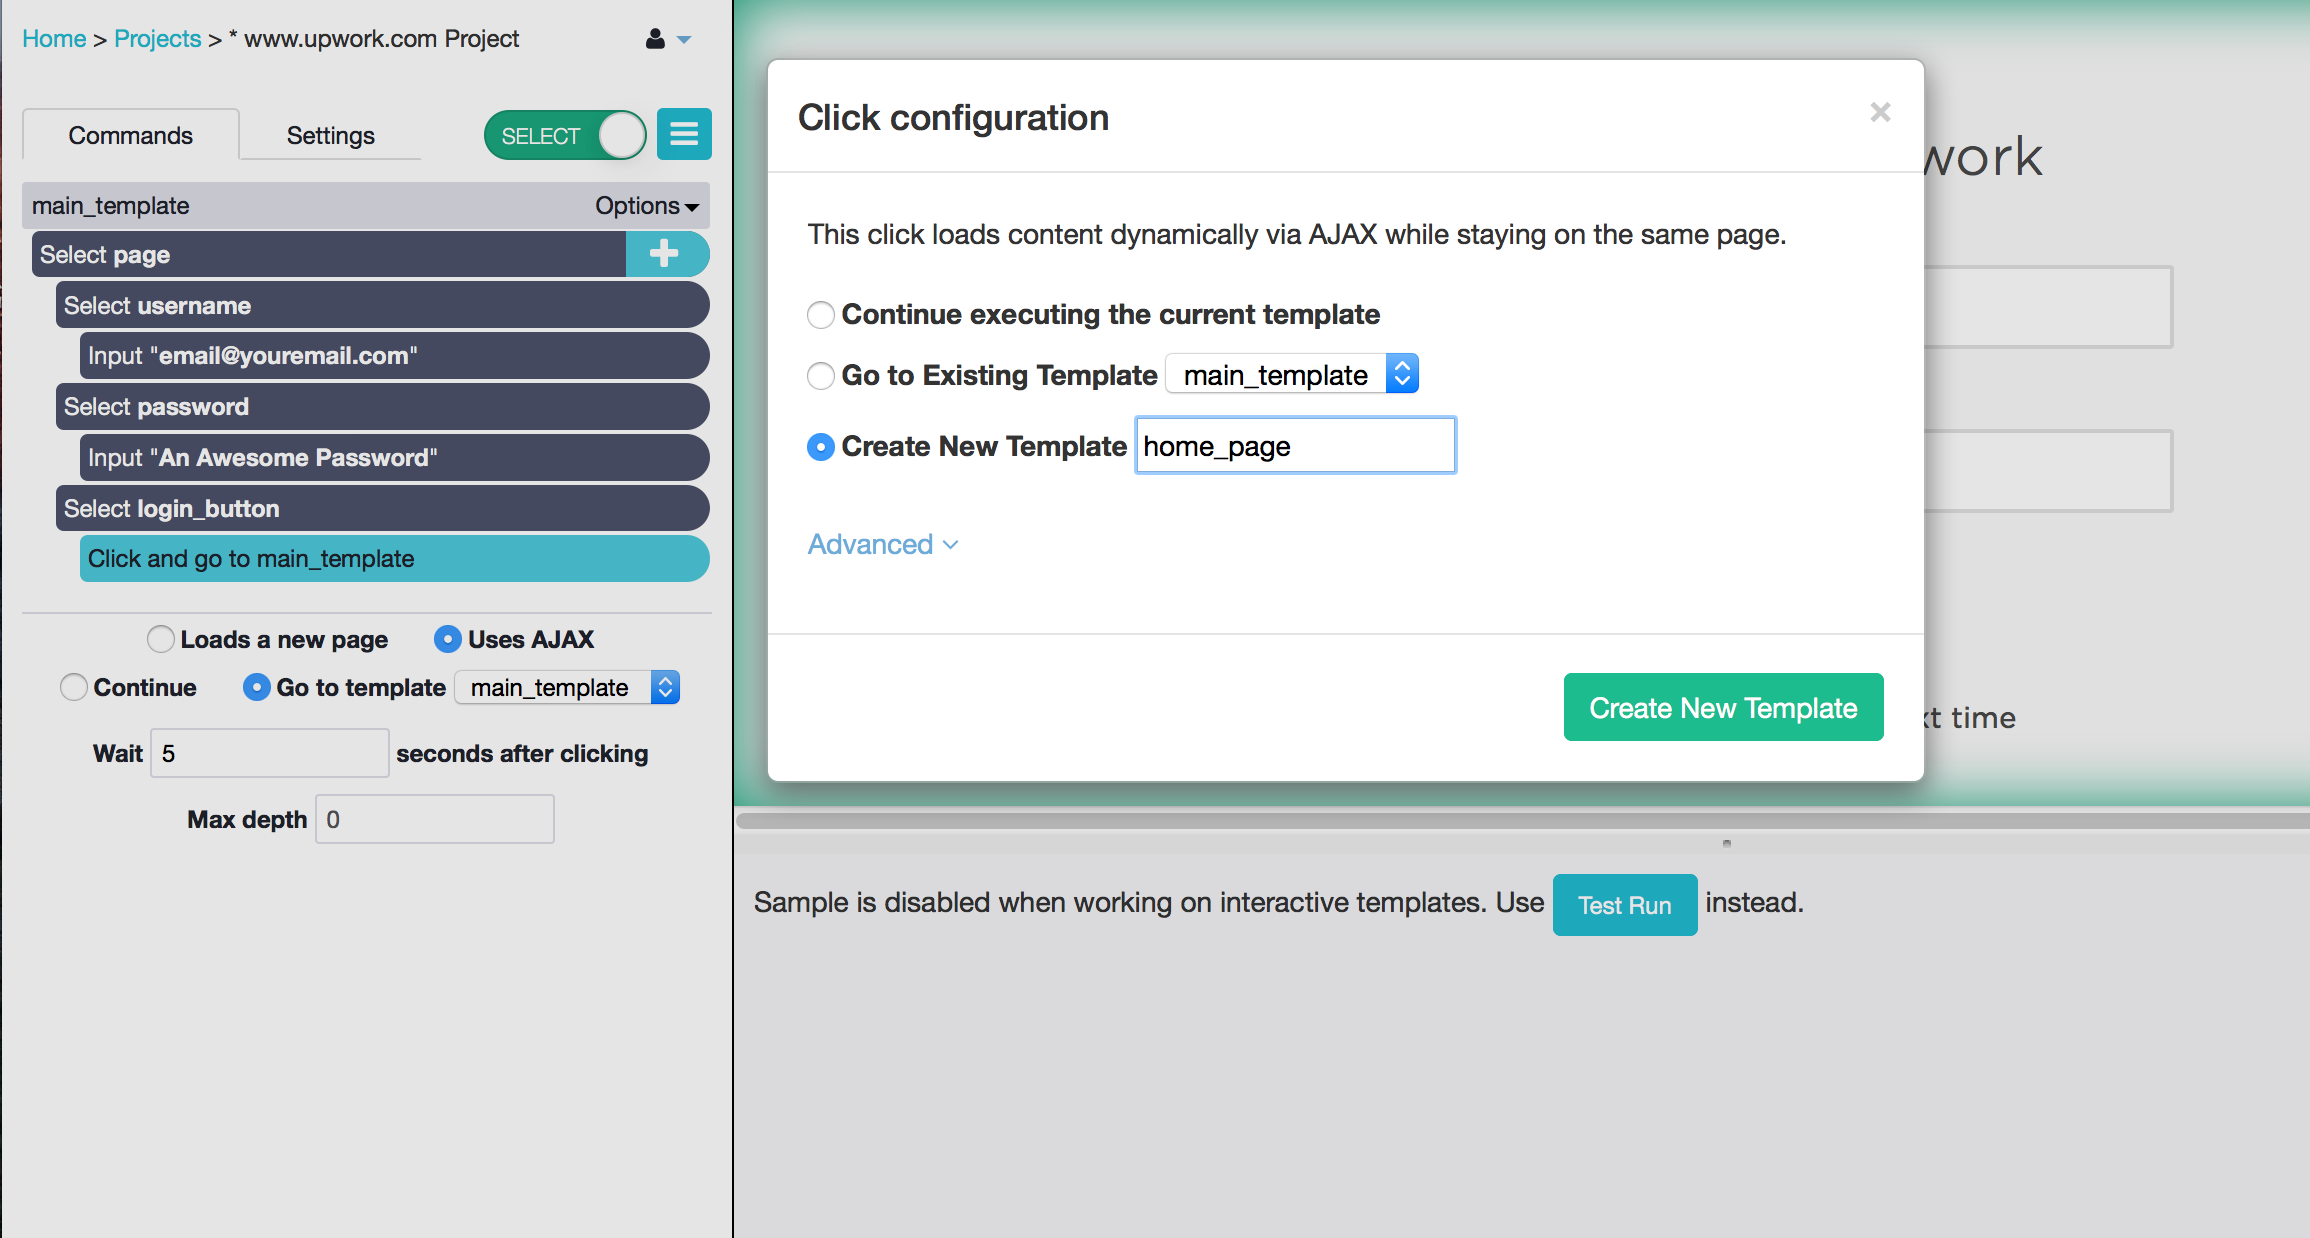 Home > Projects > * www.upwork.com Project
Commands
Settings
SELECT
main_template
Options
Select page
Select username
Input "email@youremail.com"
Select password
Input "An Awesome Password"
Select login_button
Click and go to main_template
Loads a new page
Uses AJAX
Continue
Go to template
main_template
Wait 5 seconds after clicking
Max depth 0
Click configuration
×
This click loads content dynamically via AJAX while staying on the same page.
Continue executing the current template
Go to Existing Template main_template
Create New Template home_page
Advanced
Create New Template
work
time
Sample is disabled when working on interactive templates. Use Test Run instead.